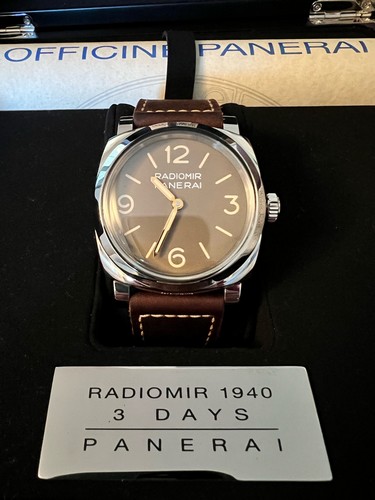 OFFICINE PANERAI
12
RADIOMIR
PANERAI
9 3
6
RADIOMIR 1940
3 DAYS
PANERAI